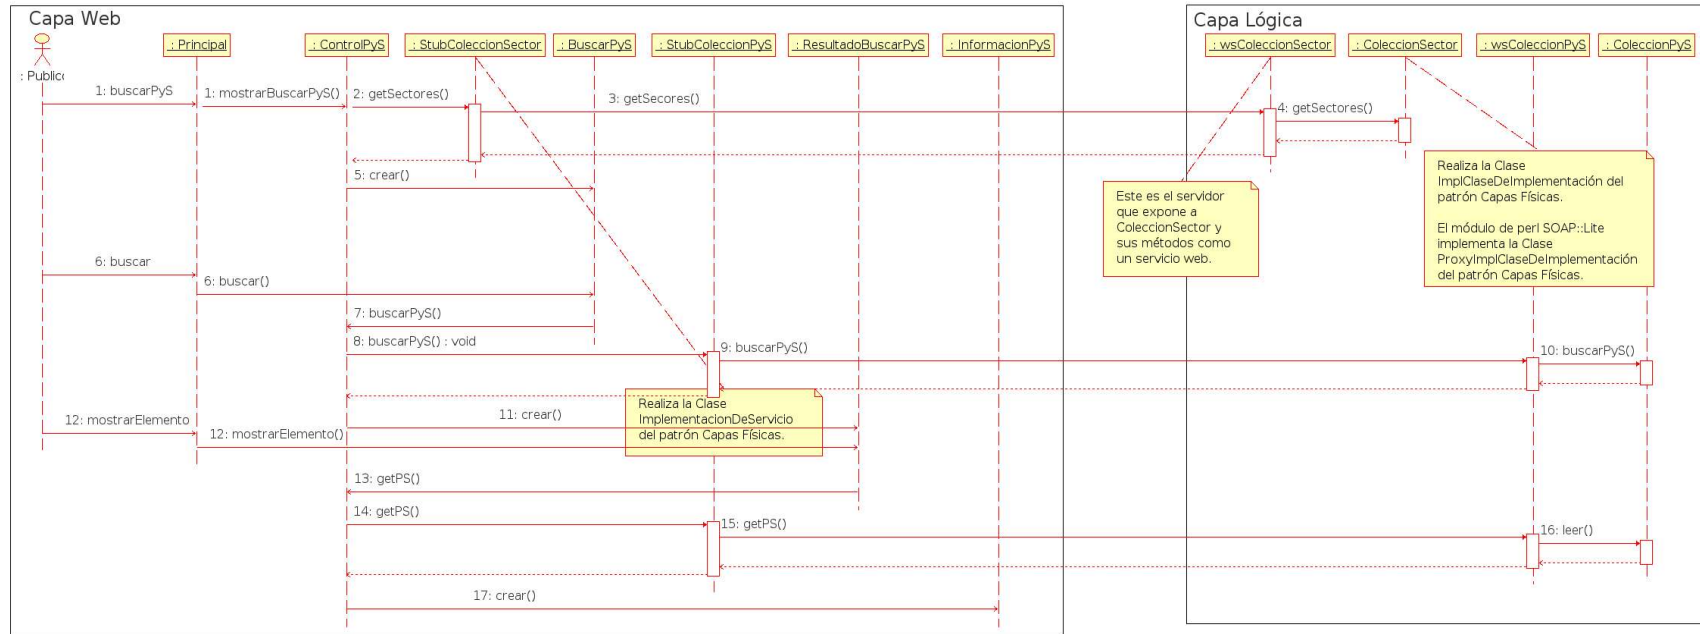 Capa Web
Capa Lógica
: Principal
: ControlPyS
: StubColeccionSector
: BuscarPyS
: StubColeccionPyS
: ResultadoBuscarPyS
: InformacionPyS
: wsColeccionSector
: ColeccionSector
: wsColeccionPyS
: ColeccionPyS
: Public
1: buscarPyS
1: mostrarBuscarPyS()
2: getSectores()
3: getSecores()
4: getSectores()
5: crear()
Realiza la Clase
ImplClaseDeImplementación del
patrón Capas Físicas.
El módulo de perl SOAP::Lite
implementa la Clase
ProxyImplClaseDeImplementación
del patrón Capas Físicas.
Este es el servidor
que expone a
ColeccionSector y
sus métodos como
un servicio web.
6: buscar
6: buscar()
7: buscarPyS()
8: buscarPyS() : void
9: buscarPyS()
10: buscarPyS()
Realiza la Clase
ImplementacionDeServicio
del patrón Capas Físicas.
11: crear()
12: mostrarElemento
12: mostrarElemento()
13: getPS()
14: getPS()
15: getPS()
16: leer()
17: crear()